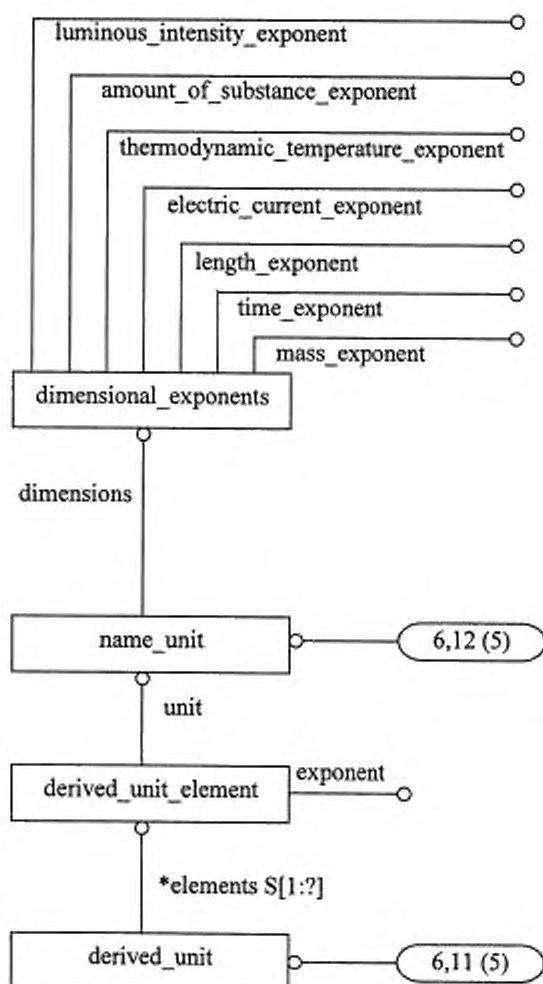 luminous_intensity_exponent
amount_of_substance_exponent
thermodynamic_temperature_exponent
electric_current_exponent
length_exponent
time_exponent
mass_exponent
dimensional_exponents
dimensions
name_unit
6,12 (5)
unit
derived_unit_element
exponent
*elements S[1:?]
derived_unit
6,11 (5)